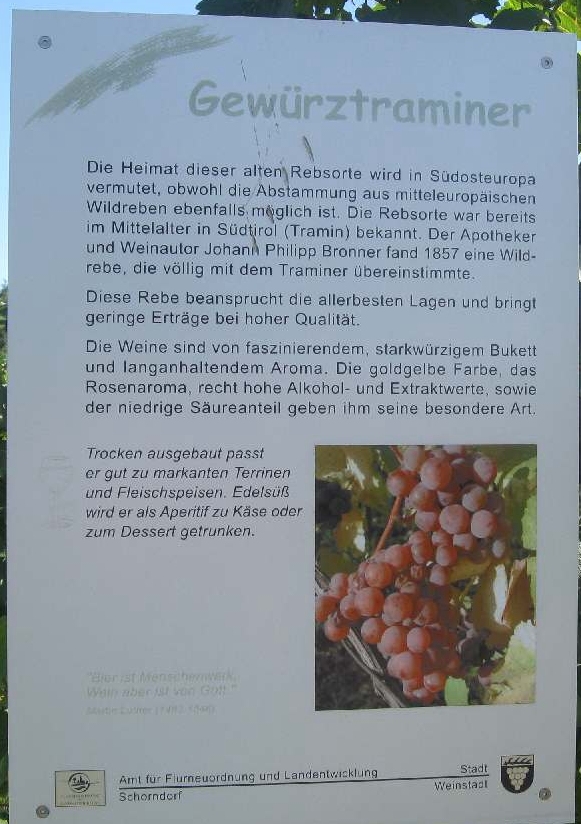 Gewürztraminer
Die Heimat dieser alten Rebsorte wird in Südosteuropa
vermutet, obwohl die Abstammung aus mitteleuropäischen
Wildreben ebenfalls möglich ist. Die Rebsorte war bereits
im Mittelalter in Südtirol (Tramin) bekannt. Der Apotheker
und Weinautor Johann Philipp Bronner fand 1857 eine Wild-
rebe, die völlig mit dem Traminer übereinstimmte.
Diese Rebe beansprucht die allerbesten Lagen und bringt
geringe Erträge bei hoher Qualität.
Die Weine sind von faszinierendem, starkwürzigem Bukett
und langanhaltendem Aroma. Die goldgelbe Farbe, das
Rosenaroma, recht hohe Alkohol- und Extraktwerte, sowie
der niedrige Säureanteil geben ihm seine besondere Art.
Trocken ausgebaut passt
er gut zu markanten Terrinen
und Fleischspeisen. Edelsüß
wird er als Aperitif zu Käse oder
zum Dessert getrunken.
"Bier ist Menschenwerk,
Wein aber ist von Gott."
Martin Luther (1483-1546)
Amt für Flurneuordnung und Landentwicklung
Schorndorf
Stadt
Weinstadt